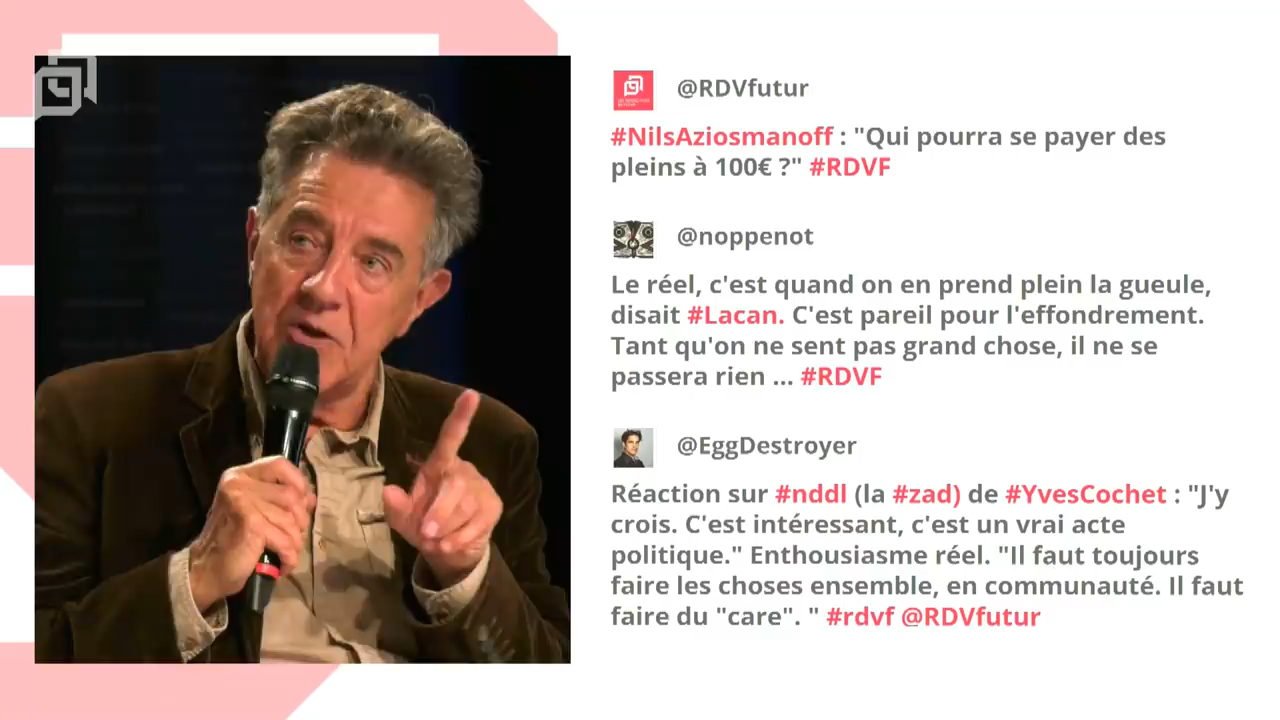 @RDVfutur
#NilsAziosmanoff : "Qui pourra se payer des
pleins à 100€ ?" #RDVF
@noppenot
Le réel, c'est quand on en prend plein la gueule,
disait #Lacan. C'est pareil pour l'effondrement.
Tant qu'on ne sent pas grand chose, il ne se
passera rien ... #RDVF
@EggDestroyer
Réaction sur #nddl (la #zad) de #YvesCochet : "J'y
crois. C'est intéressant, c'est un vrai acte
politique." Enthousiasme réel. "Il faut toujours
faire les choses ensemble, en communauté. Il faut
faire du "care". " #rdvf @RDVfutur